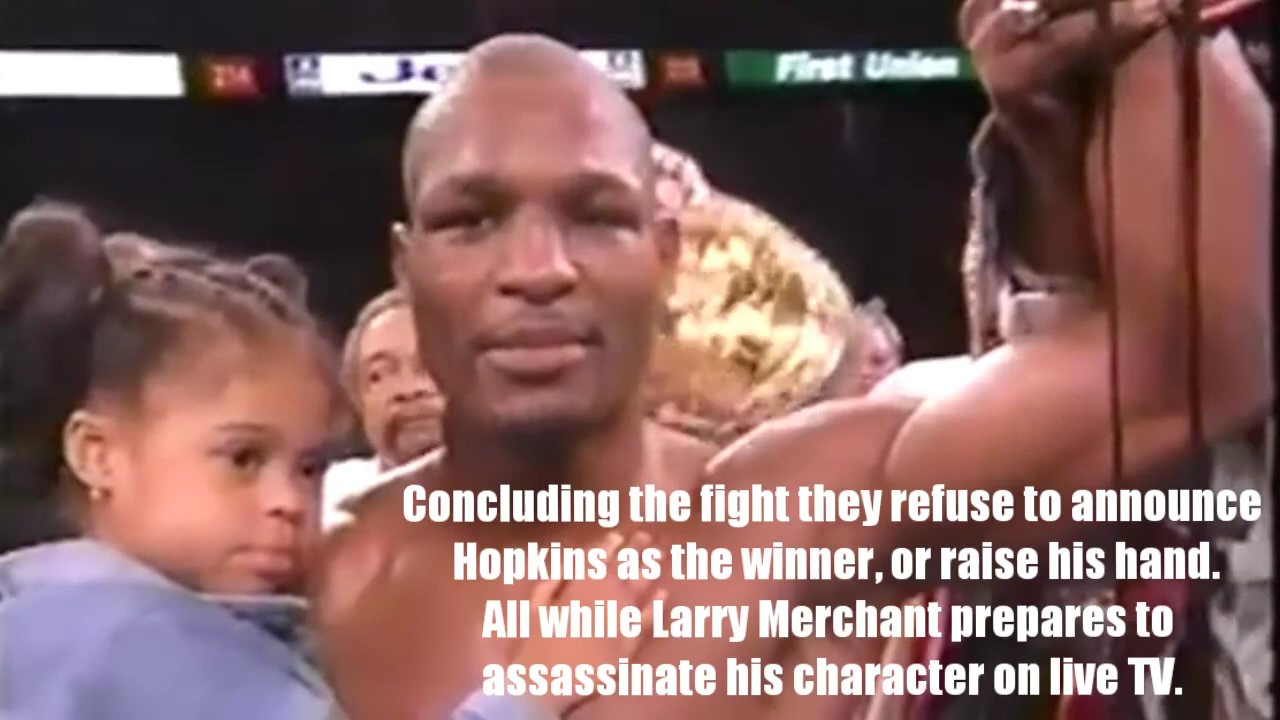 First Union
Concluding the fight they refuse to announce
Hopkins as the winner, or raise his hand.
All while Larry Merchant prepares to
assassinate his character on live TV.